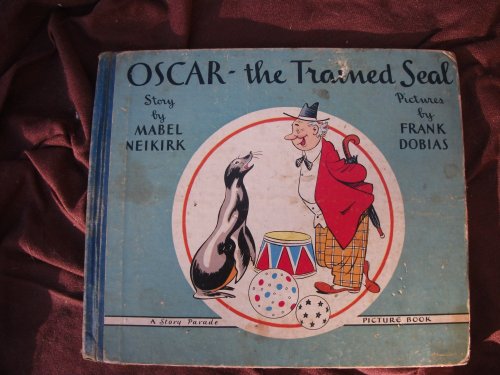 OSCAR - the Trained Seal
Story
by
MABEL
NEIKIRK
Pictures
by
FRANK
DOBIAS
A Story Parade PICTURE BOOK